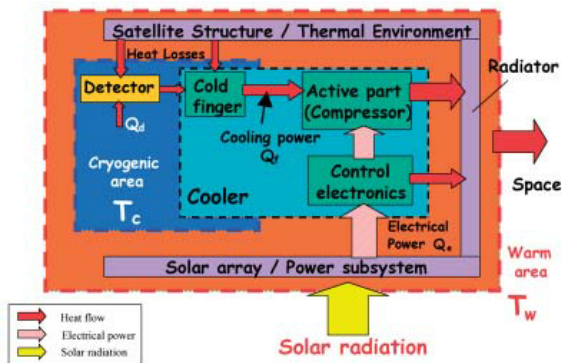 Satellite Structure / Thermal Environment
Heat Losses
Radiator
Detector
Cold
finger
Active part
(Compressor)
Qd
Cooling power
Qf
Cryogenic
area
Tc
Cooler
Control
electronics
Space
Electrical
Power Qe
Warm
area
Tw
Solar array / Power subsystem
Heat flow
Electrical power
Solar radiation
Solar radiation